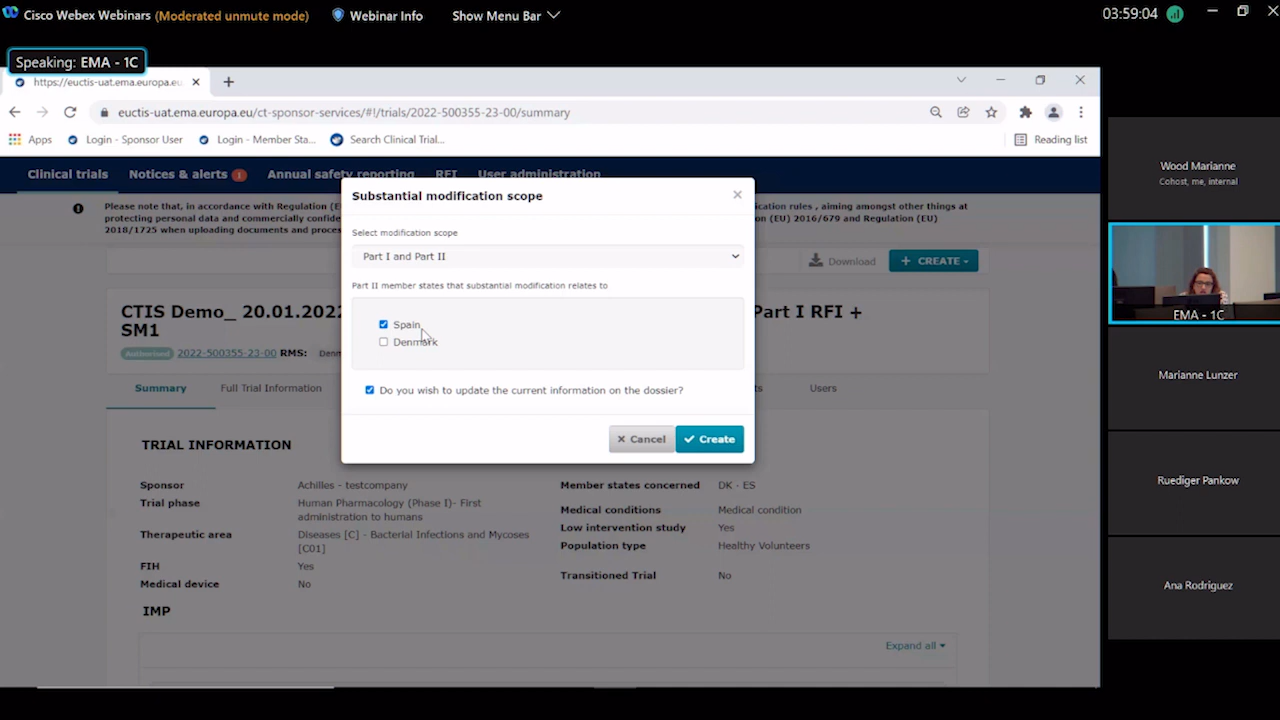 Cisco Webex Webinars (Moderated unmute mode)
Webinar Info
Show Menu Bar
03:59:04
Speaking: EMA - 1C
https://euctis-uat.ema.europa.eu
euctis-uat.ema.europa.eu/ct-sponsor-services/#!/trials/2022-500355-23-00/summary
Apps
Login - Sponsor User
Login - Member Sta...
Search Clinical Trial...
Reading list
Clinical trials
Notices & alerts
Annual safety reporting
RFI
User administration
Please note that, in accordance with Regulation (E
protecting personal data and commercially confide
2018/1725 when uploading documents and proces
ication rules , aiming amongst other things at
on (EU) 2016/679 and Regulation (EU)
Substantial modification scope
Select modification scope
Part I and Part II
Part II member states that substantial modification relates to
Spain
Denmark
Do you wish to update the current information on the dossier?
Cancel
Create
Download
+ CREATE
CTIS Demo_ 20.01.2022
Part I RFI +
SM1
Authorised 2022-500355-23-00 RMS: Denm
Summary
Full Trial Information
ts
Users
TRIAL INFORMATION
Sponsor Achilles - testcompany
Trial phase Human Pharmacology (Phase I)- First
administration to humans
Therapeutic area Diseases [C] - Bacterial Infections and Mycoses
[C01]
FIH Yes
Medical device No
Member states concerned DK - ES
Medical conditions Medical condition
Low intervention study Yes
Population type Healthy Volunteers
Transitioned Trial No
IMP
Expand all
Wood Marianne
Cohost, me, internal
EMA - 1C
Marianne Lunzer
Ruediger Pankow
Ana Rodriguez